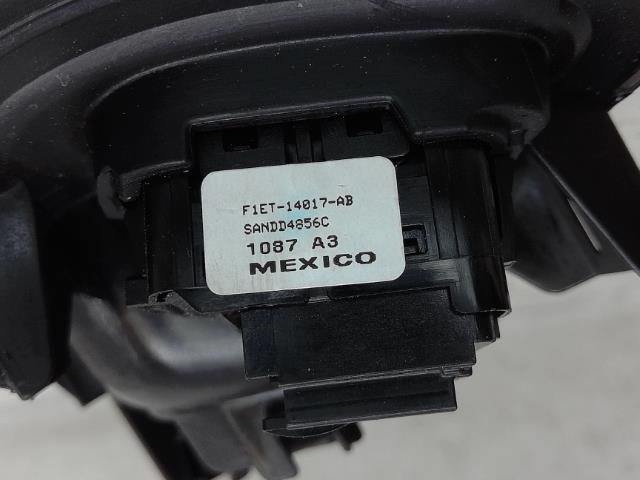 F1ET-14017-AB
SANDD4856C
1087 A3
MEXICO